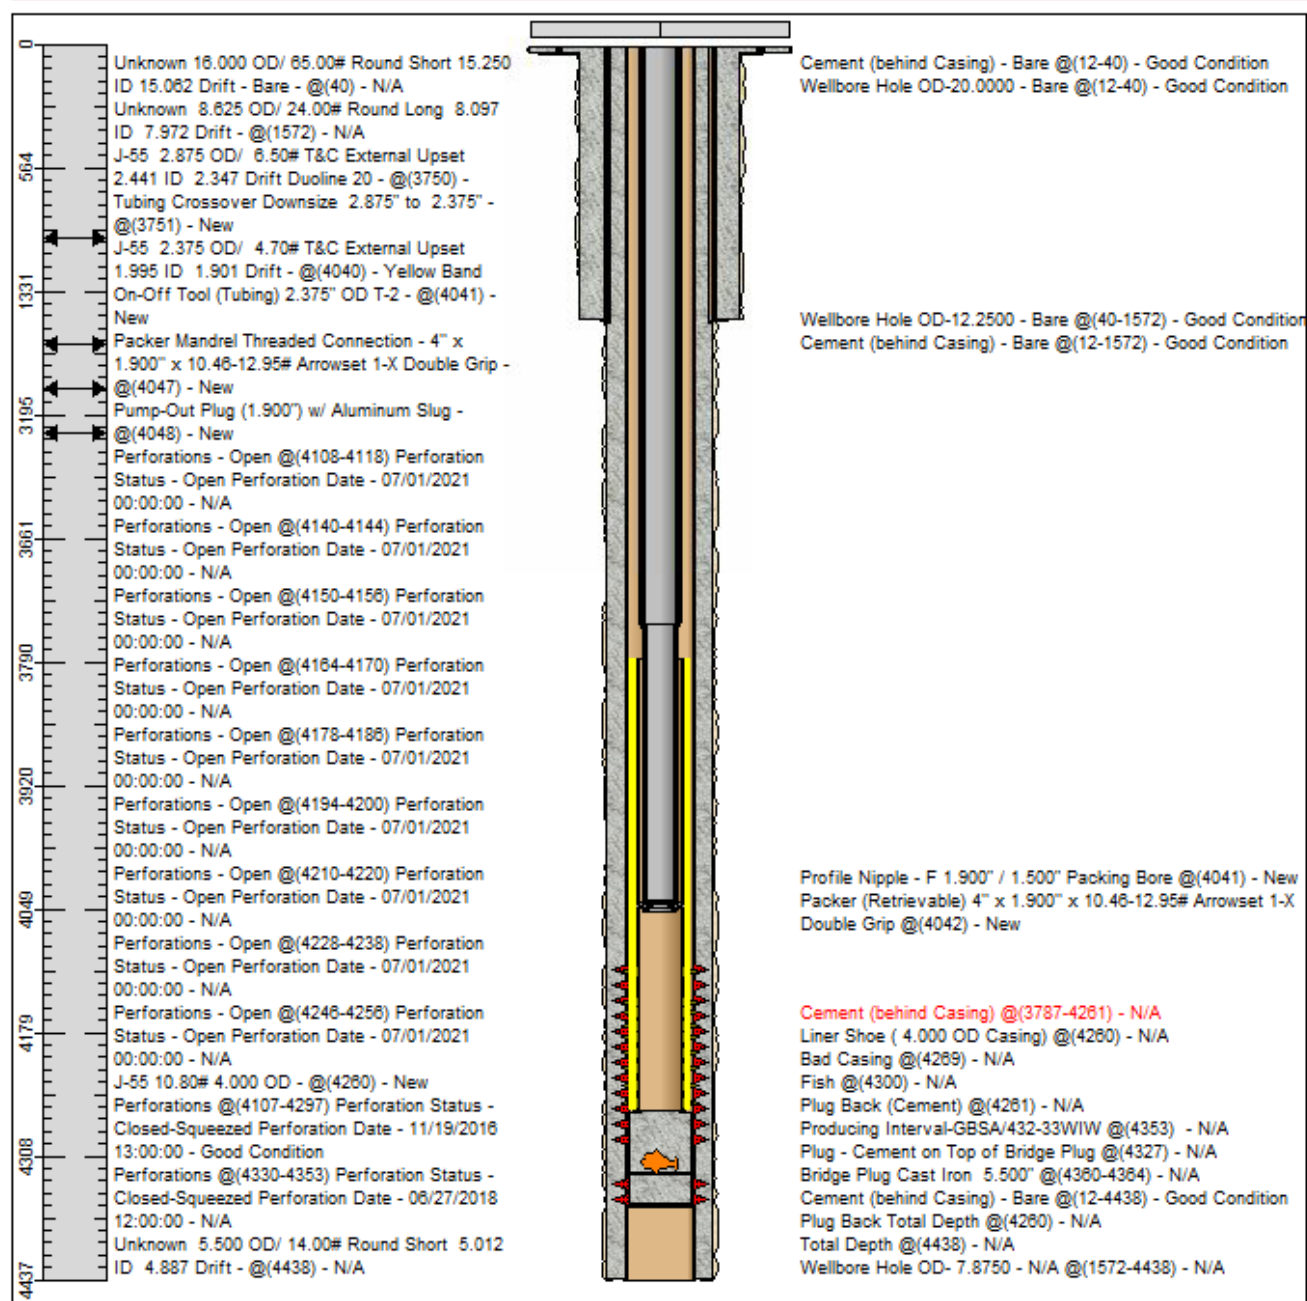 0
564
1331
3195
3661
3790
3920
4049
4179
4308
4437
Unknown 16.000 OD/ 65.00# Round Short 15.250
ID 15.062 Drift - Bare - @(40) - N/A
Unknown 8.625 OD/ 24.00# Round Long 8.097
ID 7.972 Drift - @(1572) - N/A
J-55 2.875 OD/ 6.50# T&C External Upset
2.441 ID 2.347 Drift Duoline 20 - @(3750) -
Tubing Crossover Downsize 2.875" to 2.375" -
@(3751) - New
J-55 2.375 OD/ 4.70# T&C External Upset
1.995 ID 1.901 Drift - @(4040) - Yellow Band
On-Off Tool (Tubing) 2.375" OD T-2 - @(4041) -
New
Packer Mandrel Threaded Connection - 4" x
1.900" x 10.46-12.95# Arrowset 1-X Double Grip -
@(4047) - New
Pump-Out Plug (1.900") w/ Aluminum Slug -
@(4048) - New
Perforations - Open @(4108-4118) Perforation
Status - Open Perforation Date - 07/01/2021
00:00:00 - N/A
Perforations - Open @(4140-4144) Perforation
Status - Open Perforation Date - 07/01/2021
00:00:00 - N/A
Perforations - Open @(4150-4156) Perforation
Status - Open Perforation Date - 07/01/2021
00:00:00 - N/A
Perforations - Open @(4164-4170) Perforation
Status - Open Perforation Date - 07/01/2021
00:00:00 - N/A
Perforations - Open @(4178-4186) Perforation
Status - Open Perforation Date - 07/01/2021
00:00:00 - N/A
Perforations - Open @(4194-4200) Perforation
Status - Open Perforation Date - 07/01/2021
00:00:00 - N/A
Perforations - Open @(4210-4220) Perforation
Status - Open Perforation Date - 07/01/2021
00:00:00 - N/A
Perforations - Open @(4228-4238) Perforation
Status - Open Perforation Date - 07/01/2021
00:00:00 - N/A
Perforations - Open @(4246-4256) Perforation
Status - Open Perforation Date - 07/01/2021
00:00:00 - N/A
J-55 10.80# 4.000 OD - @(4260) - New
Perforations @(4107-4297) Perforation Status -
Closed-Squeezed Perforation Date - 11/19/2016
13:00:00 - Good Condition
Perforations @(4330-4353) Perforation Status -
Closed-Squeezed Perforation Date - 06/27/2018
12:00:00 - N/A
Unknown 5.500 OD/ 14.00# Round Short 5.012
ID 4.887 Drift - @(4438) - N/A
Cement (behind Casing) - Bare @(12-40) - Good Condition
Wellbore Hole OD-20.0000 - Bare @(12-40) - Good Condition
Wellbore Hole OD-12.2500 - Bare @(40-1572) - Good Condition
Cement (behind Casing) - Bare @(12-1572) - Good Condition
Profile Nipple - F 1.900" / 1.500" Packing Bore @(4041) - New
Packer (Retrievable) 4" x 1.900" x 10.46-12.95# Arrowset 1-X
Double Grip @(4042) - New
Cement (behind Casing) @(3787-4261) - N/A
Liner Shoe ( 4.000 OD Casing) @(4260) - N/A
Bad Casing @(4269) - N/A
Fish @(4300) - N/A
Plug Back (Cement) @(4261) - N/A
Producing Interval-GBSA/432-33WIW @(4353) - N/A
Plug - Cement on Top of Bridge Plug @(4327) - N/A
Bridge Plug Cast Iron 5.500" @(4360-4364) - N/A
Cement (behind Casing) - Bare @(12-4438) - Good Condition
Plug Back Total Depth @(4260) - N/A
Total Depth @(4438) - N/A
Wellbore Hole OD- 7.8750 - N/A @(1572-4438) - N/A